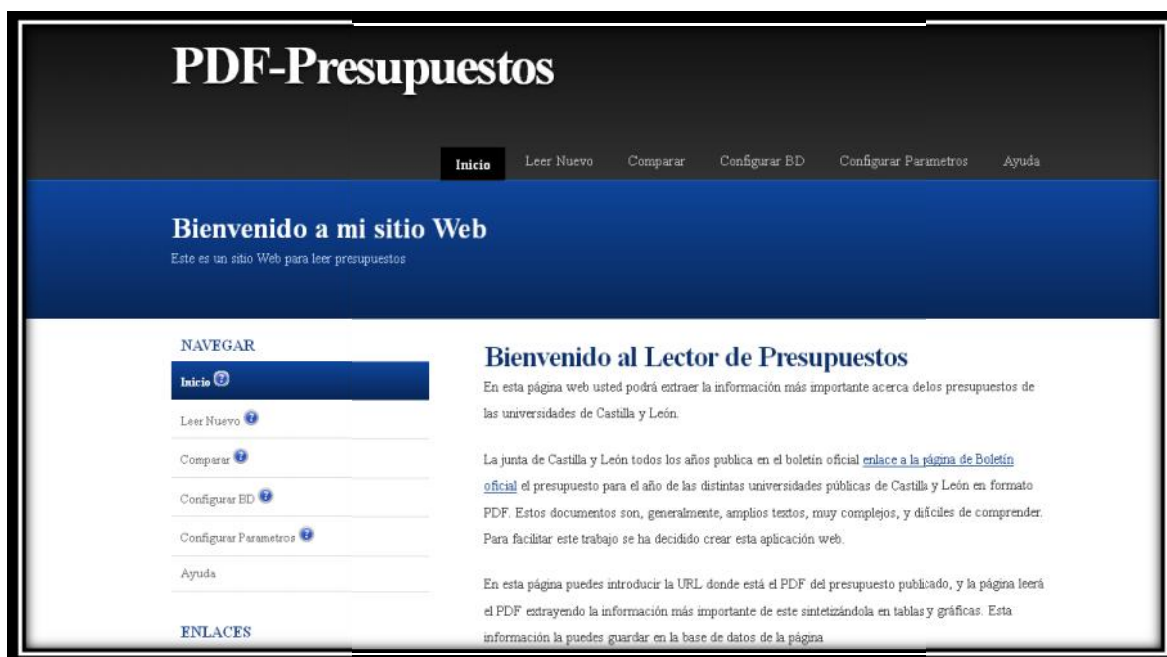 PDF-Presupuestos
Inicio Leer Nuevo Comparar Configurar BD Configurar Parametros Ayuda
Bienvenido a mi sitio Web
Este es un sitio Web para leer presupuestos
NAVEGAR
Inicio
Leer Nuevo
Comparar
Configurar BD
Configurar Parametros
Ayuda
ENLACES
Bienvenido al Lector de Presupuestos
En esta página web usted podrá extraer la información más importante acerca delos presupuestos de
las universidades de Castilla y León.
La junta de Castilla y León todos los años publica en el boletín oficial enlace a la página de Boletín
oficial el presupuesto para el año de las distintas universidades públicas de Castilla y León en formato
PDF. Estos documentos son, generalmente, amplios textos, muy complejos, y difíciles de comprender.
Para facilitar este trabajo se ha decidido crear esta aplicación web.
En esta página puedes introducir la URL donde está el PDF del presupuesto publicado, y la página leerá
el PDF extrayendo la información más importante de este sintetizándola en tablas y gráficas. Esta
información la puedes guardar en la base de datos de la página